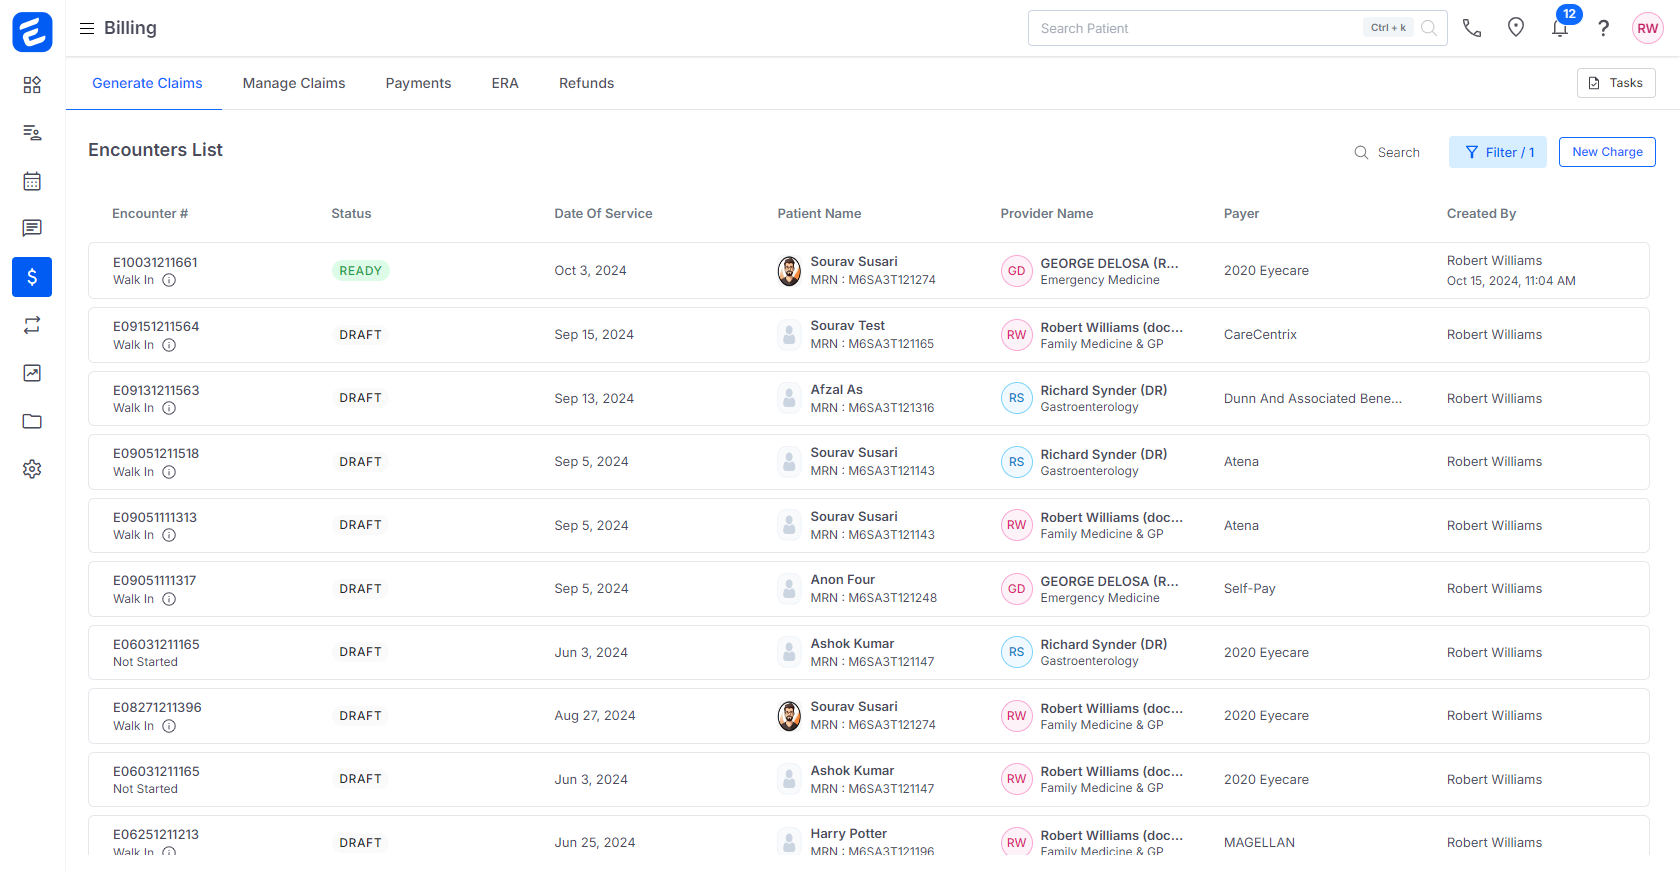 Billing
Search Patient
Ctrl + k
12
RW
Generate Claims
Manage Claims
Payments
ERA
Refunds
Tasks
Encounters List
Search
Filter / 1
New Charge
Encounter #
Status
Date Of Service
Patient Name
Provider Name
Payer
Created By
E10031211661
Walk In
READY
Oct 3, 2024
Sourav Susari
MRN : M6SA3T121274
GD
GEORGE DELOSA (R...
Emergency Medicine
2020 Eyecare
Robert Williams
Oct 15, 2024, 11:04 AM
E09151211564
Walk In
DRAFT
Sep 15, 2024
Sourav Test
MRN : M6SA3T121165
RW
Robert Williams (doc...
Family Medicine & GP
CareCentrix
Robert Williams
E09131211563
Walk In
DRAFT
Sep 13, 2024
Afzal As
MRN : M6SA3T121316
RS
Richard Synder (DR)
Gastroenterology
Dunn And Associated Bene...
Robert Williams
E09051211518
Walk In
DRAFT
Sep 5, 2024
Sourav Susari
MRN : M6SA3T121143
RS
Richard Synder (DR)
Gastroenterology
Atena
Robert Williams
E09051111313
Walk In
DRAFT
Sep 5, 2024
Sourav Susari
MRN : M6SA3T121143
RW
Robert Williams (doc...
Family Medicine & GP
Atena
Robert Williams
E09051111317
Walk In
DRAFT
Sep 5, 2024
Anon Four
MRN : M6SA3T121248
GD
GEORGE DELOSA (R...
Emergency Medicine
Self-Pay
Robert Williams
E06031211165
Not Started
DRAFT
Jun 3, 2024
Ashok Kumar
MRN : M6SA3T121147
RS
Richard Synder (DR)
Gastroenterology
2020 Eyecare
Robert Williams
E08271211396
Walk In
DRAFT
Aug 27, 2024
Sourav Susari
MRN : M6SA3T121274
RW
Robert Williams (doc...
Family Medicine & GP
2020 Eyecare
Robert Williams
E06031211165
Not Started
DRAFT
Jun 3, 2024
Ashok Kumar
MRN : M6SA3T121147
RW
Robert Williams (doc...
Family Medicine & GP
2020 Eyecare
Robert Williams
E06251211213
Walk In
DRAFT
Jun 25, 2024
Harry Potter
MRN : M6SA3T121196
RW
Robert Williams (doc...
Family Medicine & GP
MAGELLAN
Robert Williams